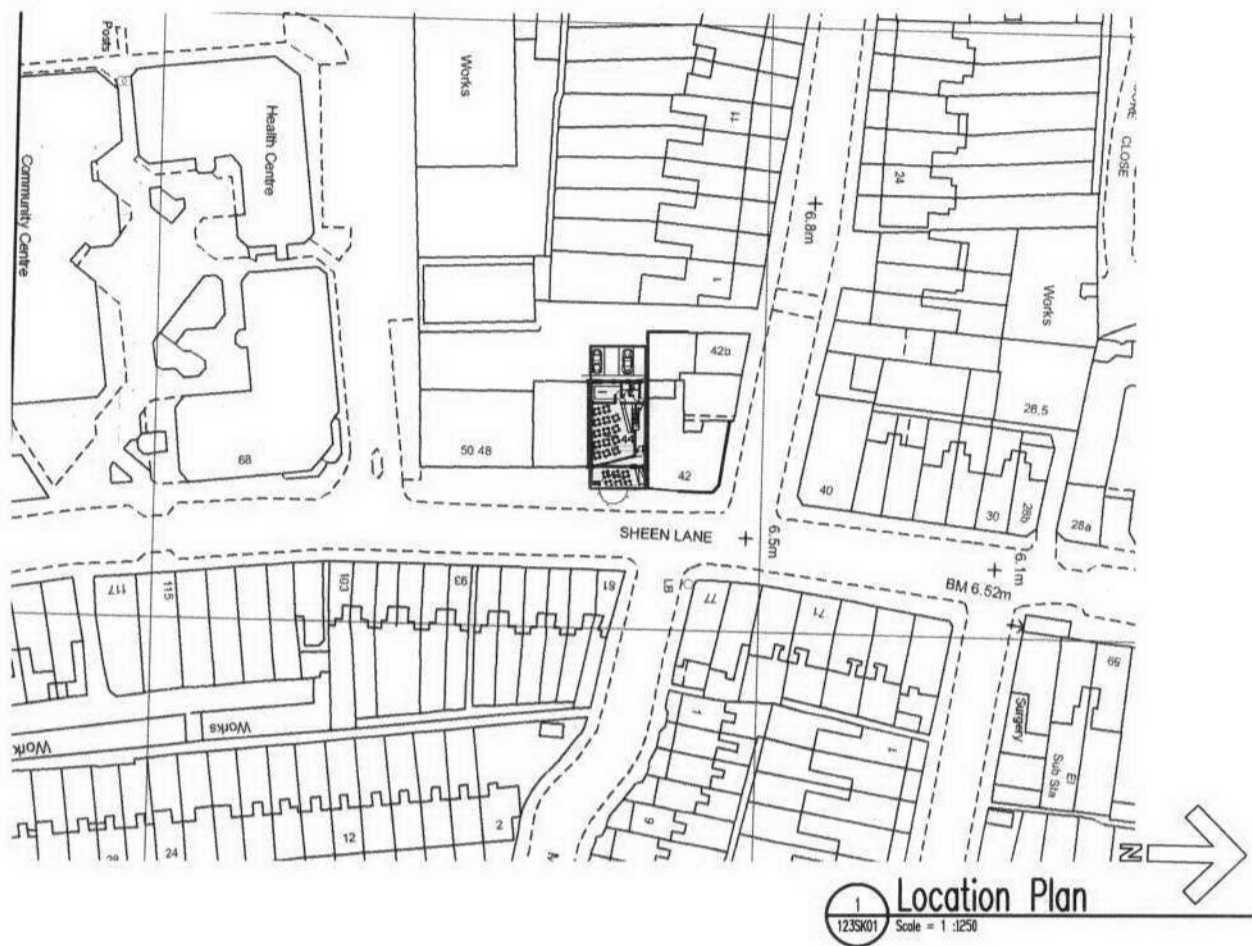 Posts
Health Centre
Community Centre
Works
11
1
24
6.8m
CLOSE
Works
42b
26.5
44
68
50 48
42
40
30
28b
28a
SHEEN LANE
6.5m
6.1m
BM 6.52m
117
115
103
93
81
LB
77
71
59
Surgery
El
Sub Sta
Works
Work
1
1
9
12
2
24
N
1
123SK01
Location Plan
Scale = 1 :1250